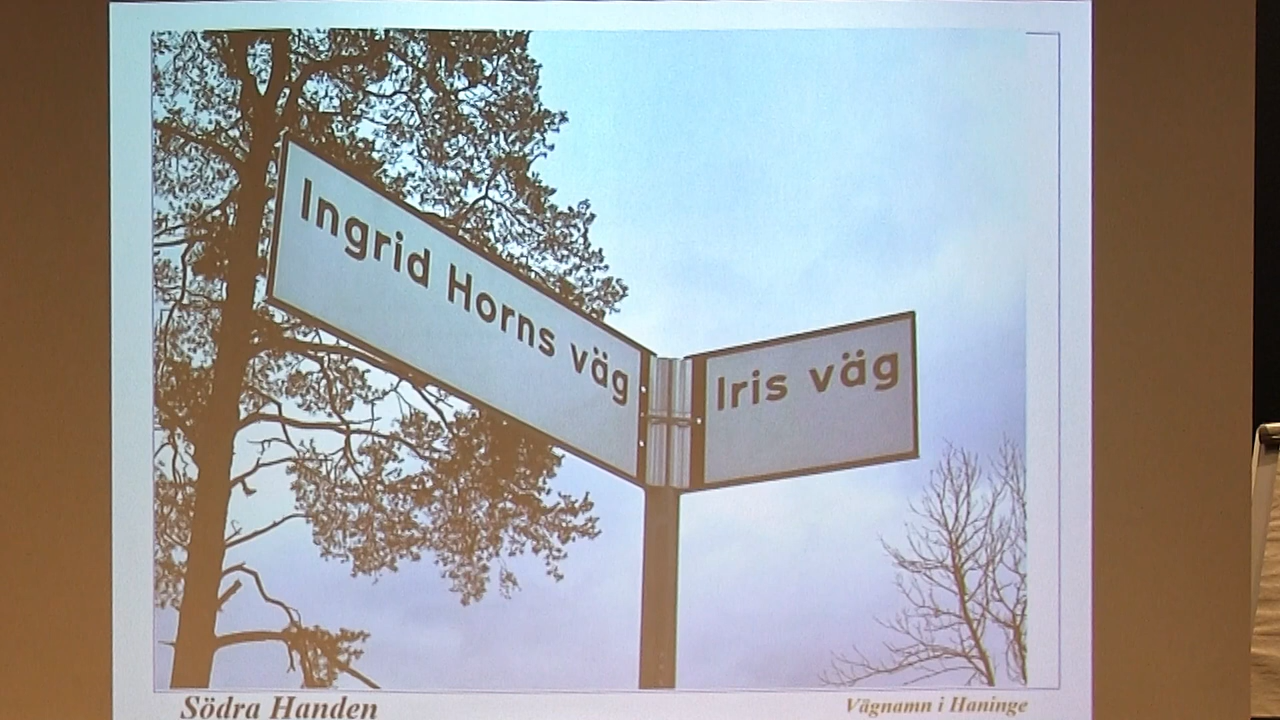 Ingrid Horns väg
Iris väg
Södra Handen
Vägnamn i Haninge